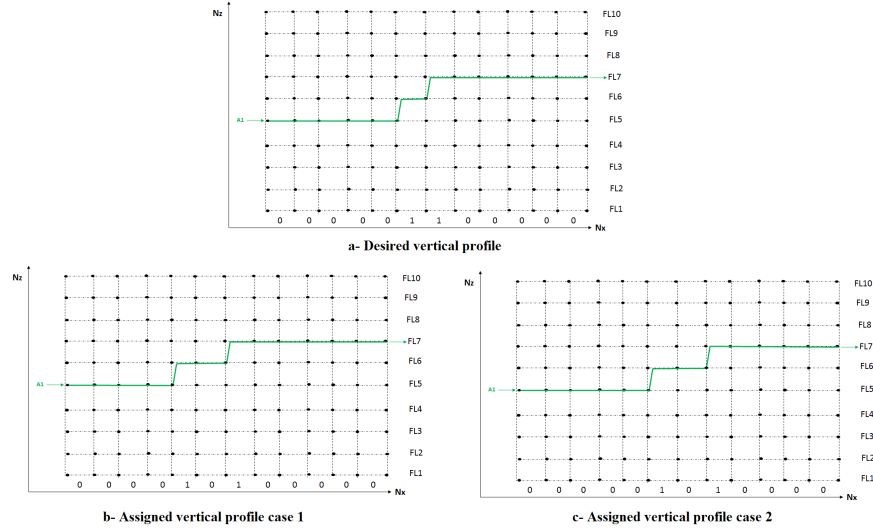 Nz
FL10
FL9
FL8
FL7
FL6
A1
FL5
FL4
FL3
FL2
FL1
0 0 0 0 0 1 1 0 0 0 0 0
Nx
a- Desired vertical profile
Nz
FL10
FL9
FL8
FL7
FL6
A1
FL5
FL4
FL3
FL2
FL1
0 0 0 0 1 0 1 0 0 0 0 0
Nx
b- Assigned vertical profile case 1
Nz
FL10
FL9
FL8
FL7
FL6
A1
FL5
FL4
FL3
FL2
FL1
0 0 0 0 0 1 0 1 0 0 0 0
Nx
c- Assigned vertical profile case 2